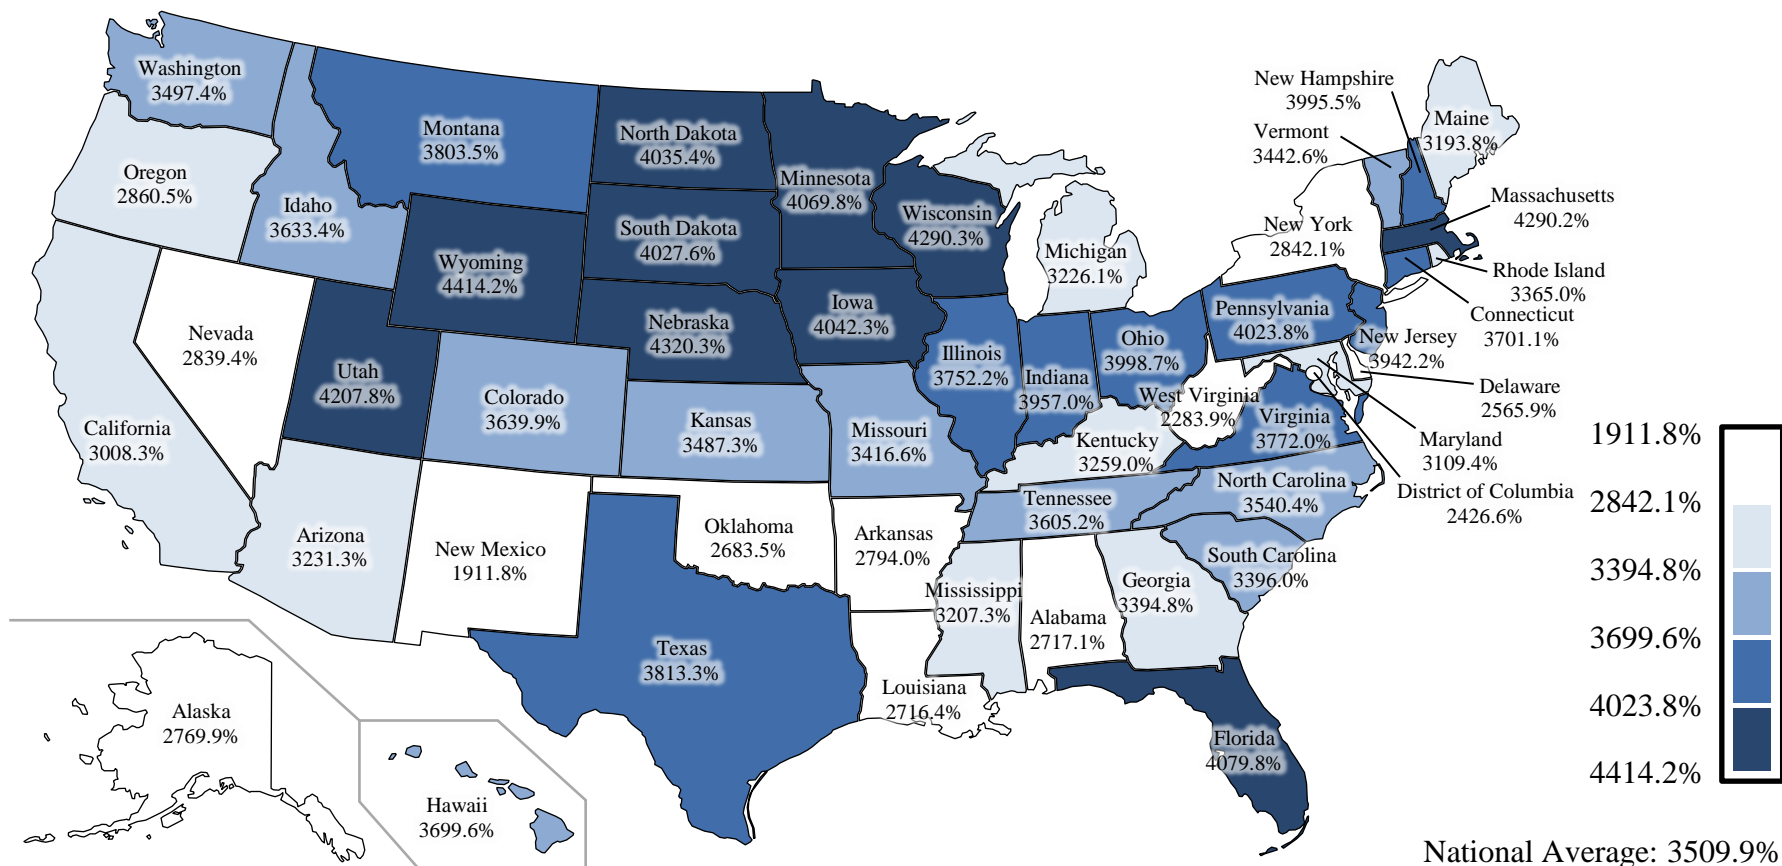 Washington
3497.4%
Oregon
2860.5%
Idaho
3633.4%
Montana
3803.5%
North Dakota
4035.4%
Minnesota
4069.8%
South Dakota
4027.6%
Wyoming
4414.2%
Wisconsin
4290.3%
Michigan
3226.1%
New Hampshire
3995.5%
Vermont
3442.6%
Maine
3193.8%
Massachusetts
4290.2%
New York
2842.1%
Rhode Island
3365.0%
Connecticut
3701.1%
Pennsylvania
4023.8%
New Jersey
3942.2%
Delaware
2565.9%
Maryland
3109.4%
District of Columbia
2426.6%
Nevada
2839.4%
Utah
4207.8%
Nebraska
4320.3%
Iowa
4042.3%
Illinois
3752.2%
Indiana
3957.0%
Ohio
3998.7%
West Virginia
2283.9%
Virginia
3772.0%
California
3008.3%
Colorado
3639.9%
Kansas
3487.3%
Missouri
3416.6%
Kentucky
3259.0%
Tennessee
3605.2%
North Carolina
3540.4%
South Carolina
3396.0%
Arizona
3231.3%
New Mexico
1911.8%
Oklahoma
2683.5%
Arkansas
2794.0%
Mississippi
3207.3%
Alabama
2717.1%
Georgia
3394.8%
Texas
3813.3%
Louisiana
2716.4%
Florida
4079.8%
Alaska
2769.9%
Hawaii
3699.6%
1911.8%
2842.1%
3394.8%
3699.6%
4023.8%
4414.2%
National Average: 3509.9%